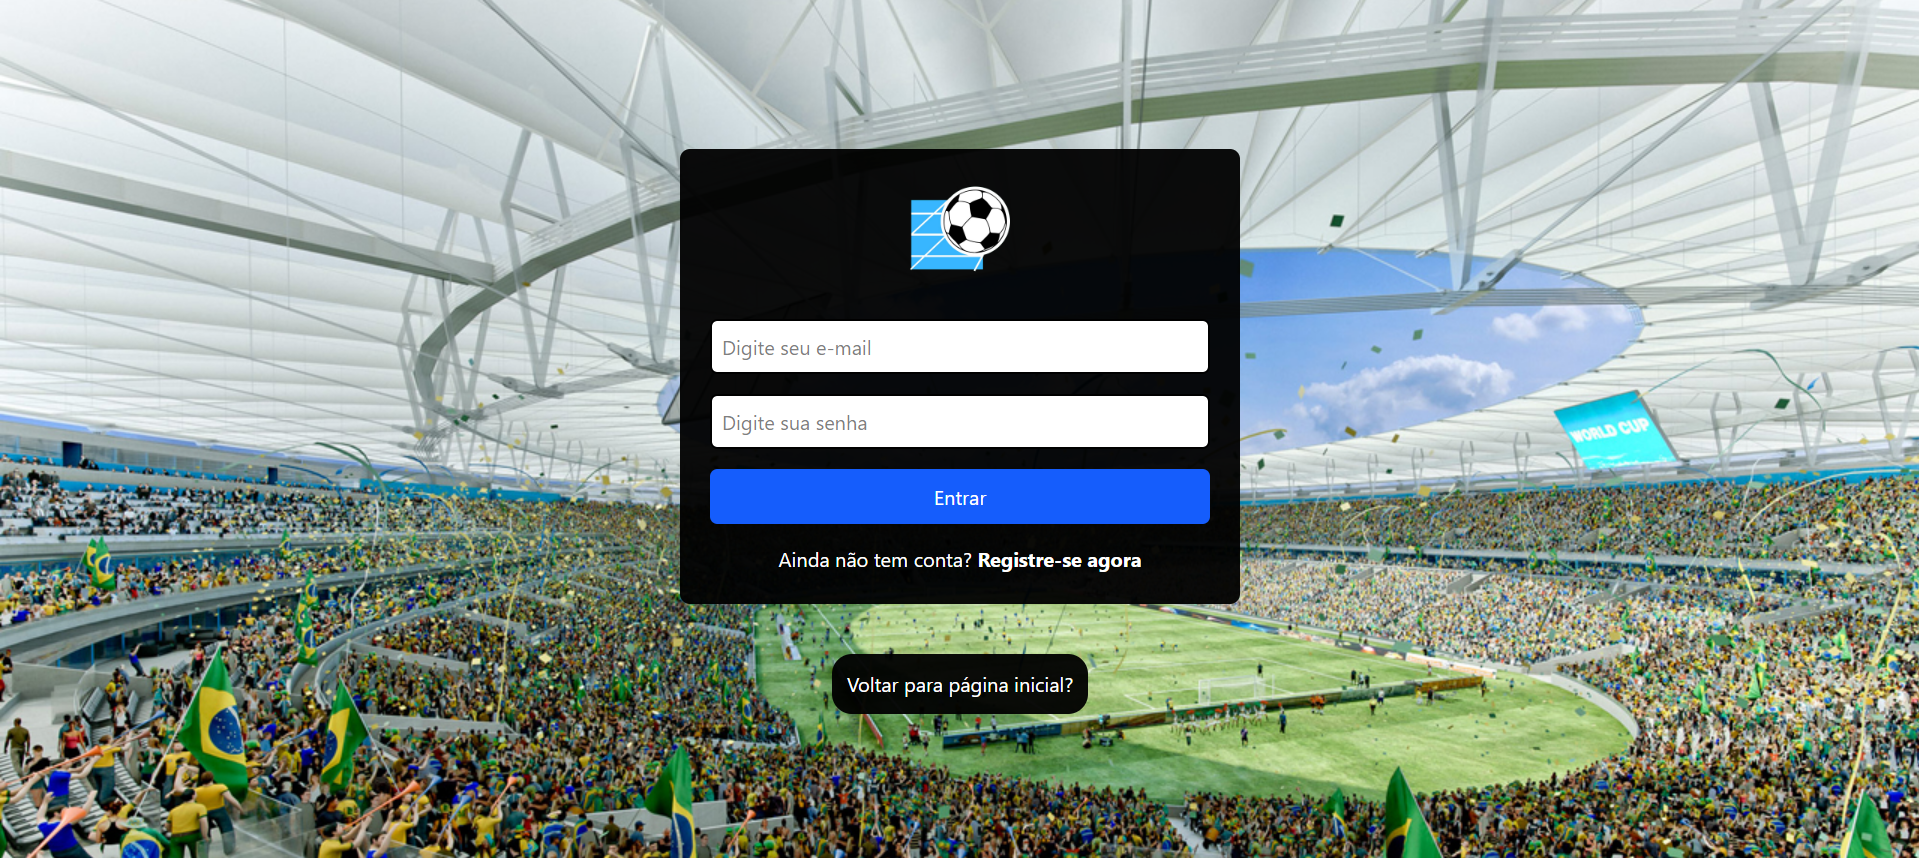 WORLD CUP
Digite seu e-mail
Digite sua senha
Entrar
Ainda não tem conta? Registre-se agora
Voltar para página inicial?